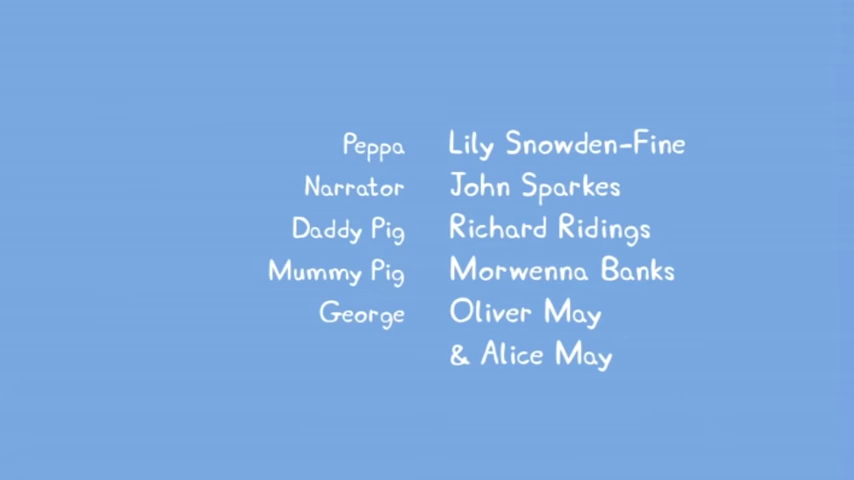 Peppa Lily Snowden-Fine
Narrator John Sparkes
Daddy Pig Richard Ridings
Mummy Pig Morwenna Banks
George Oliver May
& Alice May